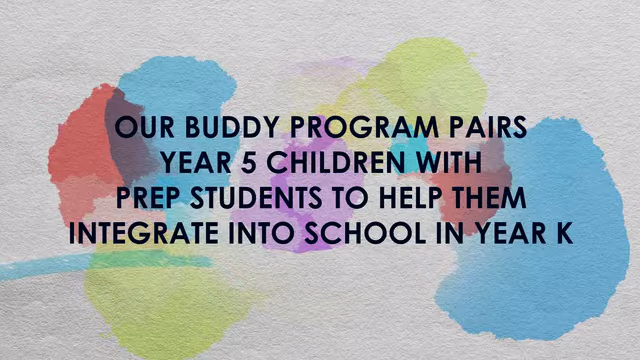 OUR BUDDY PROGRAM PAIRS
YEAR 5 CHILDREN WITH
PREP STUDENTS TO HELP THEM
INTEGRATE INTO SCHOOL IN YEAR K